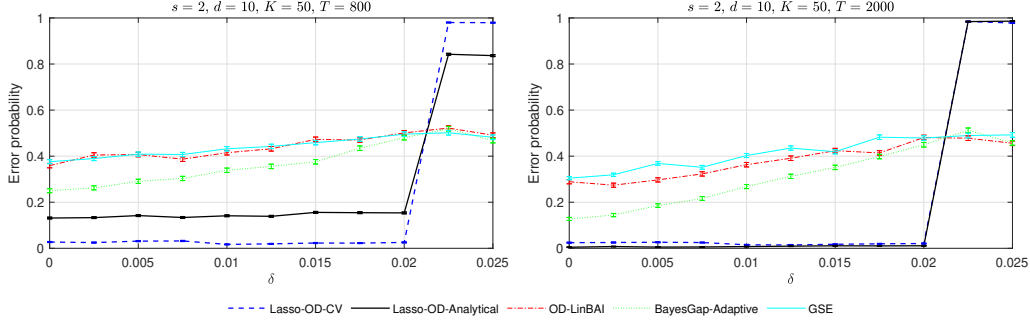 s = 2, d = 10, K = 50, T = 800
Error probability
1
0.8
0.6
0.4
0.2
0
0 0.005 0.01 0.015 0.02 0.025
δ
s = 2, d = 10, K = 50, T = 2000
Error probability
1
0.8
0.6
0.4
0.2
0
0 0.005 0.01 0.015 0.02 0.025
δ
Lasso-OD-CV Lasso-OD-Analytical OD-LinBAI BayesGap-Adaptive GSE